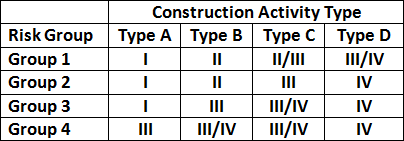 Construction Activity Type
Risk Group Type A Type B Type C Type D
Group 1 I II II/III III/IV
Group 2 I II III IV
Group 3 I III III/IV IV
Group 4 III III/IV III/IV IV